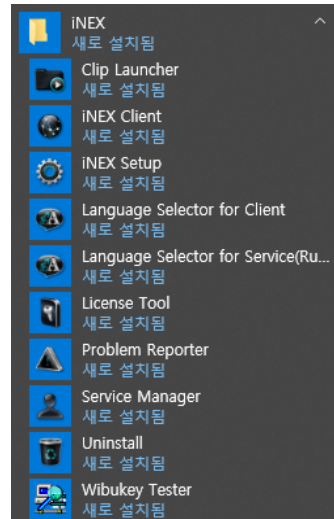 iNEX
새로 설치됨
Clip Launcher
새로 설치됨
iNEX Client
새로 설치됨
iNEX Setup
새로 설치됨
Language Selector for Client
새로 설치됨
Language Selector for Service(Ru...
새로 설치됨
License Tool
새로 설치됨
Problem Reporter
새로 설치됨
Service Manager
새로 설치됨
Uninstall
새로 설치됨
Wibukey Tester
새로 설치됨